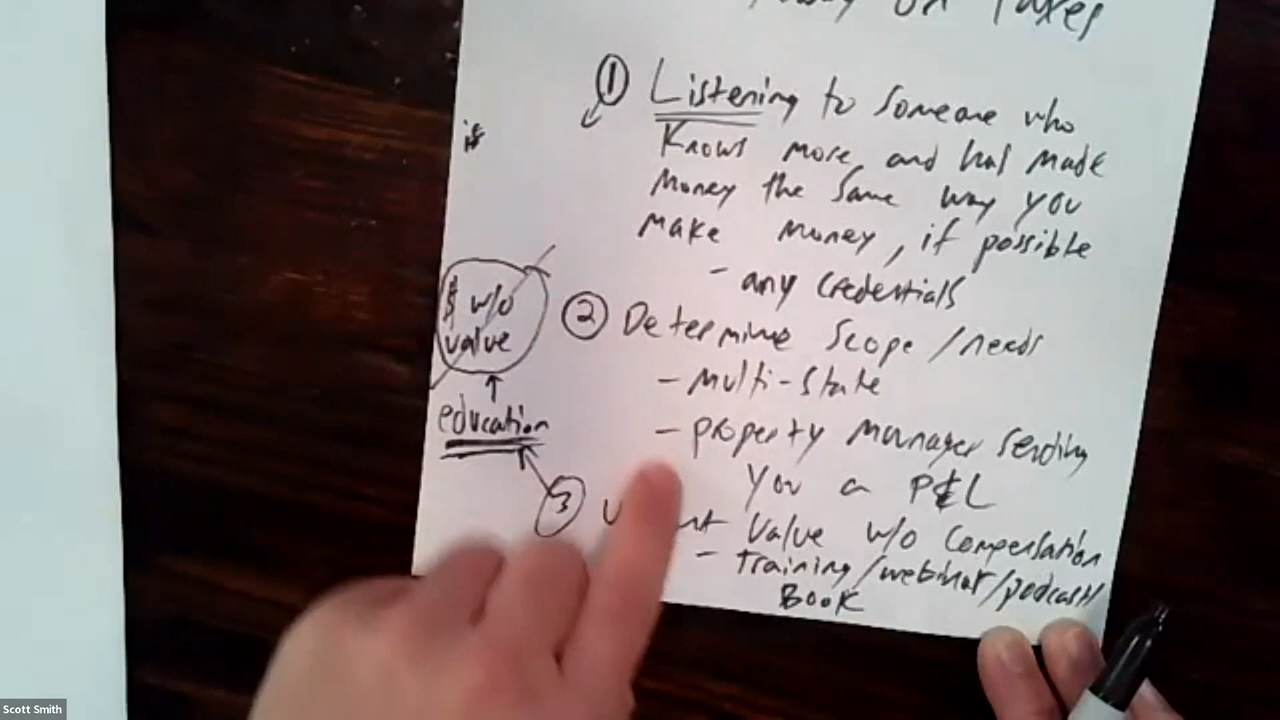 on Taxes
① Listening to someone who
Knows more, and has made
Money the same way you
Make money, if possible
- any credentials
is
$ w/o
value
education
② Determine Scope/needs
- Multi-State
- property Manager Sending
You a P&L
③
Value w/o Compensation
- training/webinar/podcast/
BOOK
Scott Smith